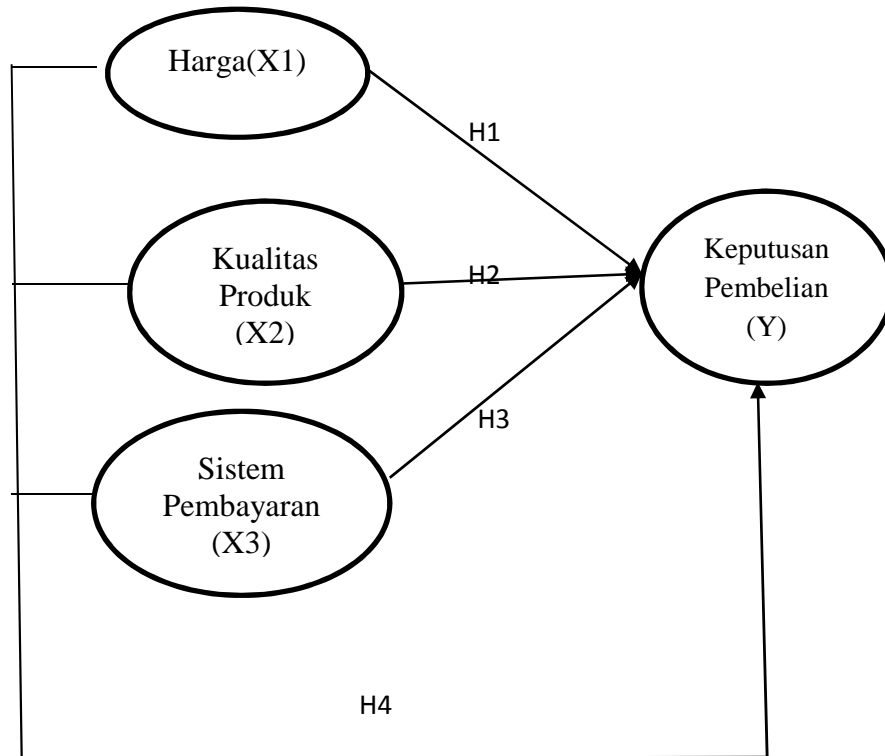 Harga(X1)
H1
Kualitas
Produk
(X2)
H2
Keputusan
Pembelian
(Y)
H3
Sistem
Pembayaran
(X3)
H4